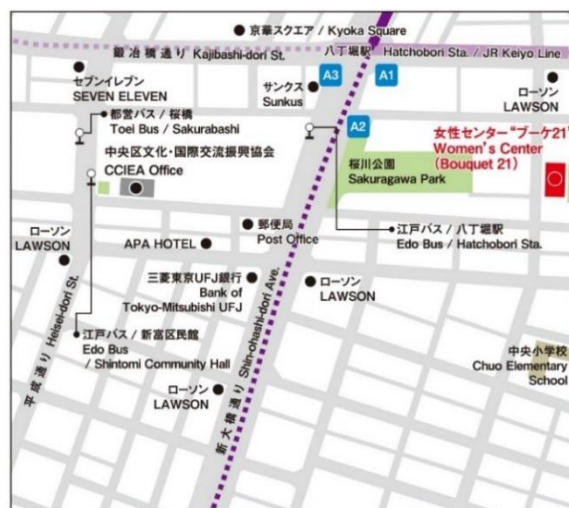 京華スクエア / Kyoka Square
鍛冶橋通り Kajibashi-dori St.
八丁堀駅 Hatchobori Sta. / JR Keiyo Line
セブンイレブン
SEVEN ELEVEN
サンクス
Sunkus
A3
A1
ローソン
LAWSON
都営バス / 桜橋
Toei Bus / Sakurabashi
A2
女性センター“ブーケ21”
Women's Center
(Bouquet 21)
中央区文化・国際交流振興協会
CCIEA Office
桜川公園
Sakuragawa Park
郵便局
Post Office
江戸バス / 八丁堀駅
Edo Bus / Hatchobori Sta.
ローソン
LAWSON
APA HOTEL
三菱東京UFJ銀行
Bank of
Tokyo-Mitsubishi UFJ
ローソン
LAWSON
江戸バス / 新富区民館
Edo Bus
/ Shintomi Community Hall
平成通り Heisei-dori St.
新大橋通り Shin-ohashi-dori Ave.
中央小学校
Chuo Elementary
School
ローソン
LAWSON